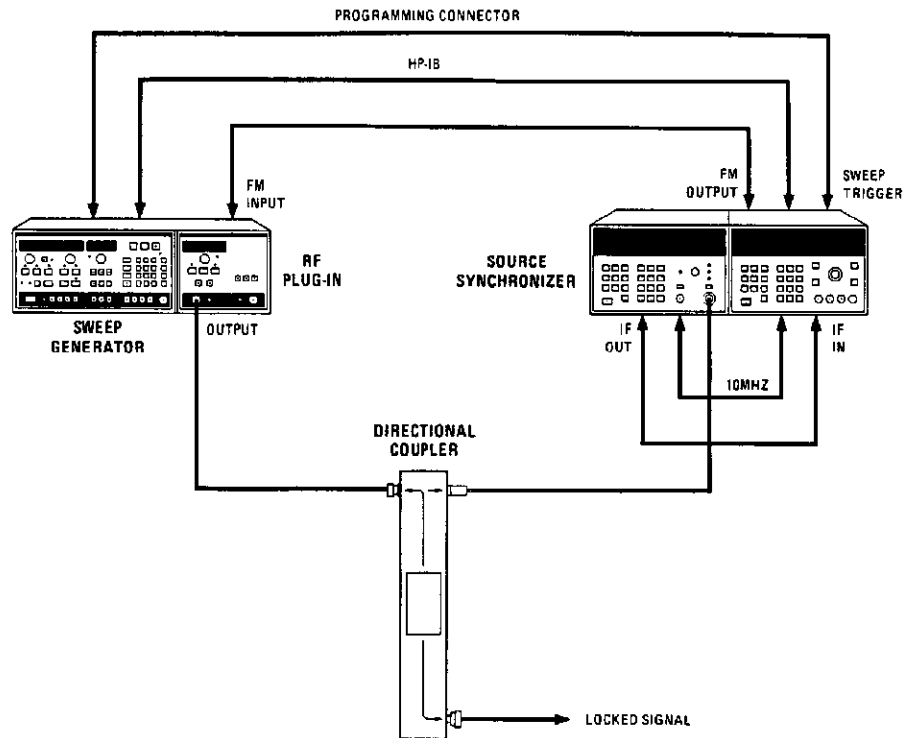 PROGRAMMING CONNECTOR
HP-IB
FM
INPUT
FM
OUTPUT
SWEEP
TRIGGER
RF
PLUG-IN
SOURCE
SYNCHRONIZER
SWEEP
GENERATOR
OUTPUT
IF
OUT
IF
IN
10MHZ
DIRECTIONAL
COUPLER
LOCKED SIGNAL